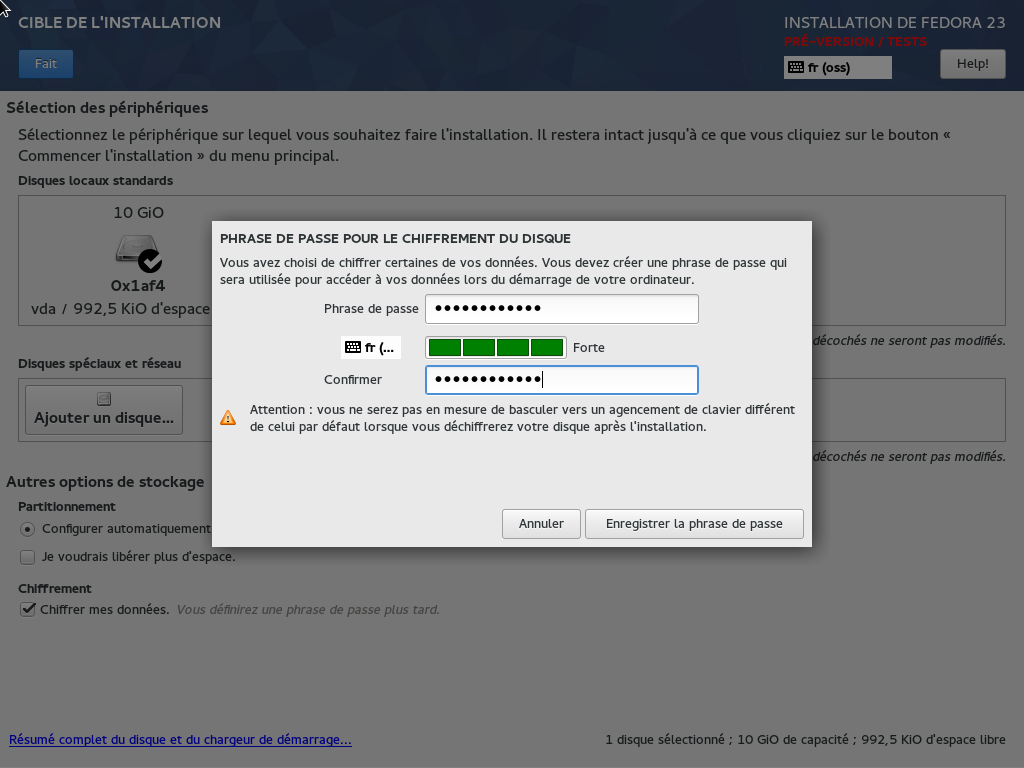 CIBLE DE L'INSTALLATION
INSTALLATION DE FEDORA 23
PRÉ-VERSION / TESTS
Fait
fr (oss)
Help!
Sélection des périphériques
Sélectionnez le périphérique sur lequel vous souhaitez faire l'installation. Il restera intact jusqu'à ce que vous cliquiez sur le bouton «
Commencer l'installation » du menu principal.
Disques locaux standards
10 GiO
0x1af4
vda / 992,5 KiO d'espace
décochés ne seront pas modifiés.
Disques spéciaux et réseau
Ajouter un disque...
décochés ne seront pas modifiés.
PHRASE DE PASSE POUR LE CHIFFREMENT DU DISQUE
Vous avez choisi de chiffrer certaines de vos données. Vous devez créer une phrase de passe qui
sera utilisée pour accéder à vos données lors du démarrage de votre ordinateur.
Phrase de passe ●●●●●●●●●●●●
fr (...
Forte
Confirmer ●●●●●●●●●●●●
Attention : vous ne serez pas en mesure de basculer vers un agencement de clavier différent
de celui par défaut lorsque vous déchiffrerez votre disque après l'installation.
Annuler
Enregistrer la phrase de passe
Autres options de stockage
Partitionnement
Configurer automatiquement
Je voudrais libérer plus d'espace.
Chiffrement
Chiffrer mes données. Vous définirez une phrase de passe plus tard.
Résumé complet du disque et du chargeur de démarrage...
1 disque sélectionné ; 10 GiO de capacité ; 992,5 KiO d'espace libre